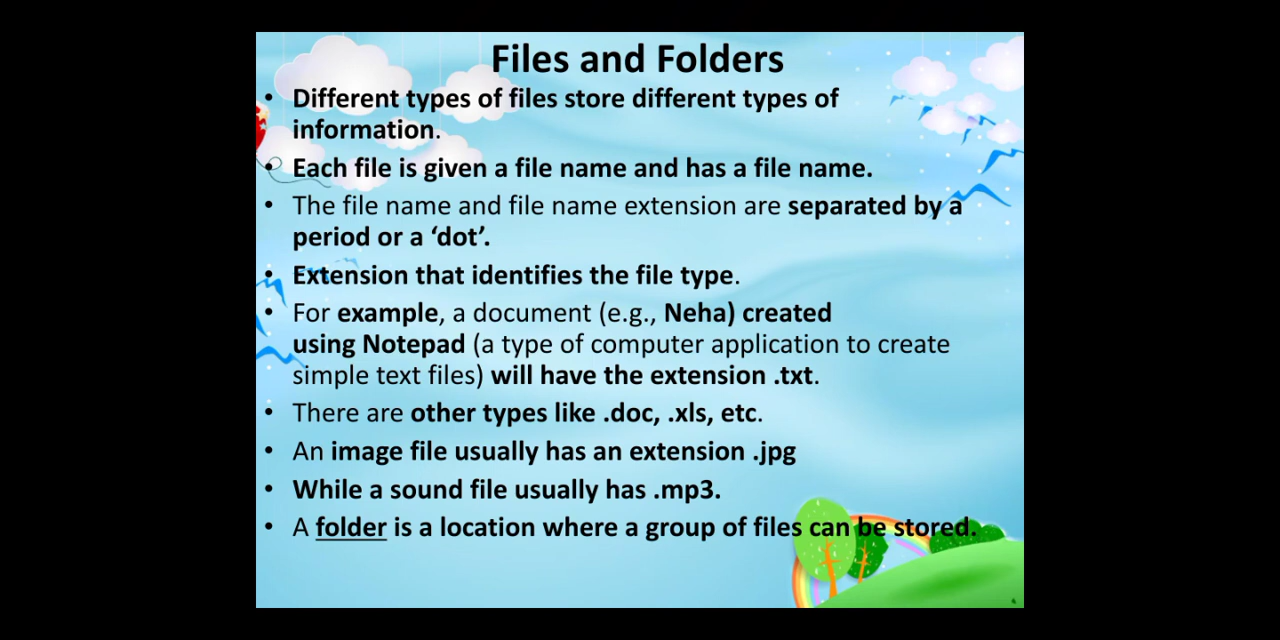 Files and Folders
• Different types of files store different types of
information.
• Each file is given a file name and has a file name.
• The file name and file name extension are separated by a
period or a ‘dot’.
• Extension that identifies the file type.
• For example, a document (e.g., Neha) created
using Notepad (a type of computer application to create
simple text files) will have the extension .txt.
• There are other types like .doc, .xls, etc.
• An image file usually has an extension .jpg
• While a sound file usually has .mp3.
• A folder is a location where a group of files can be stored.